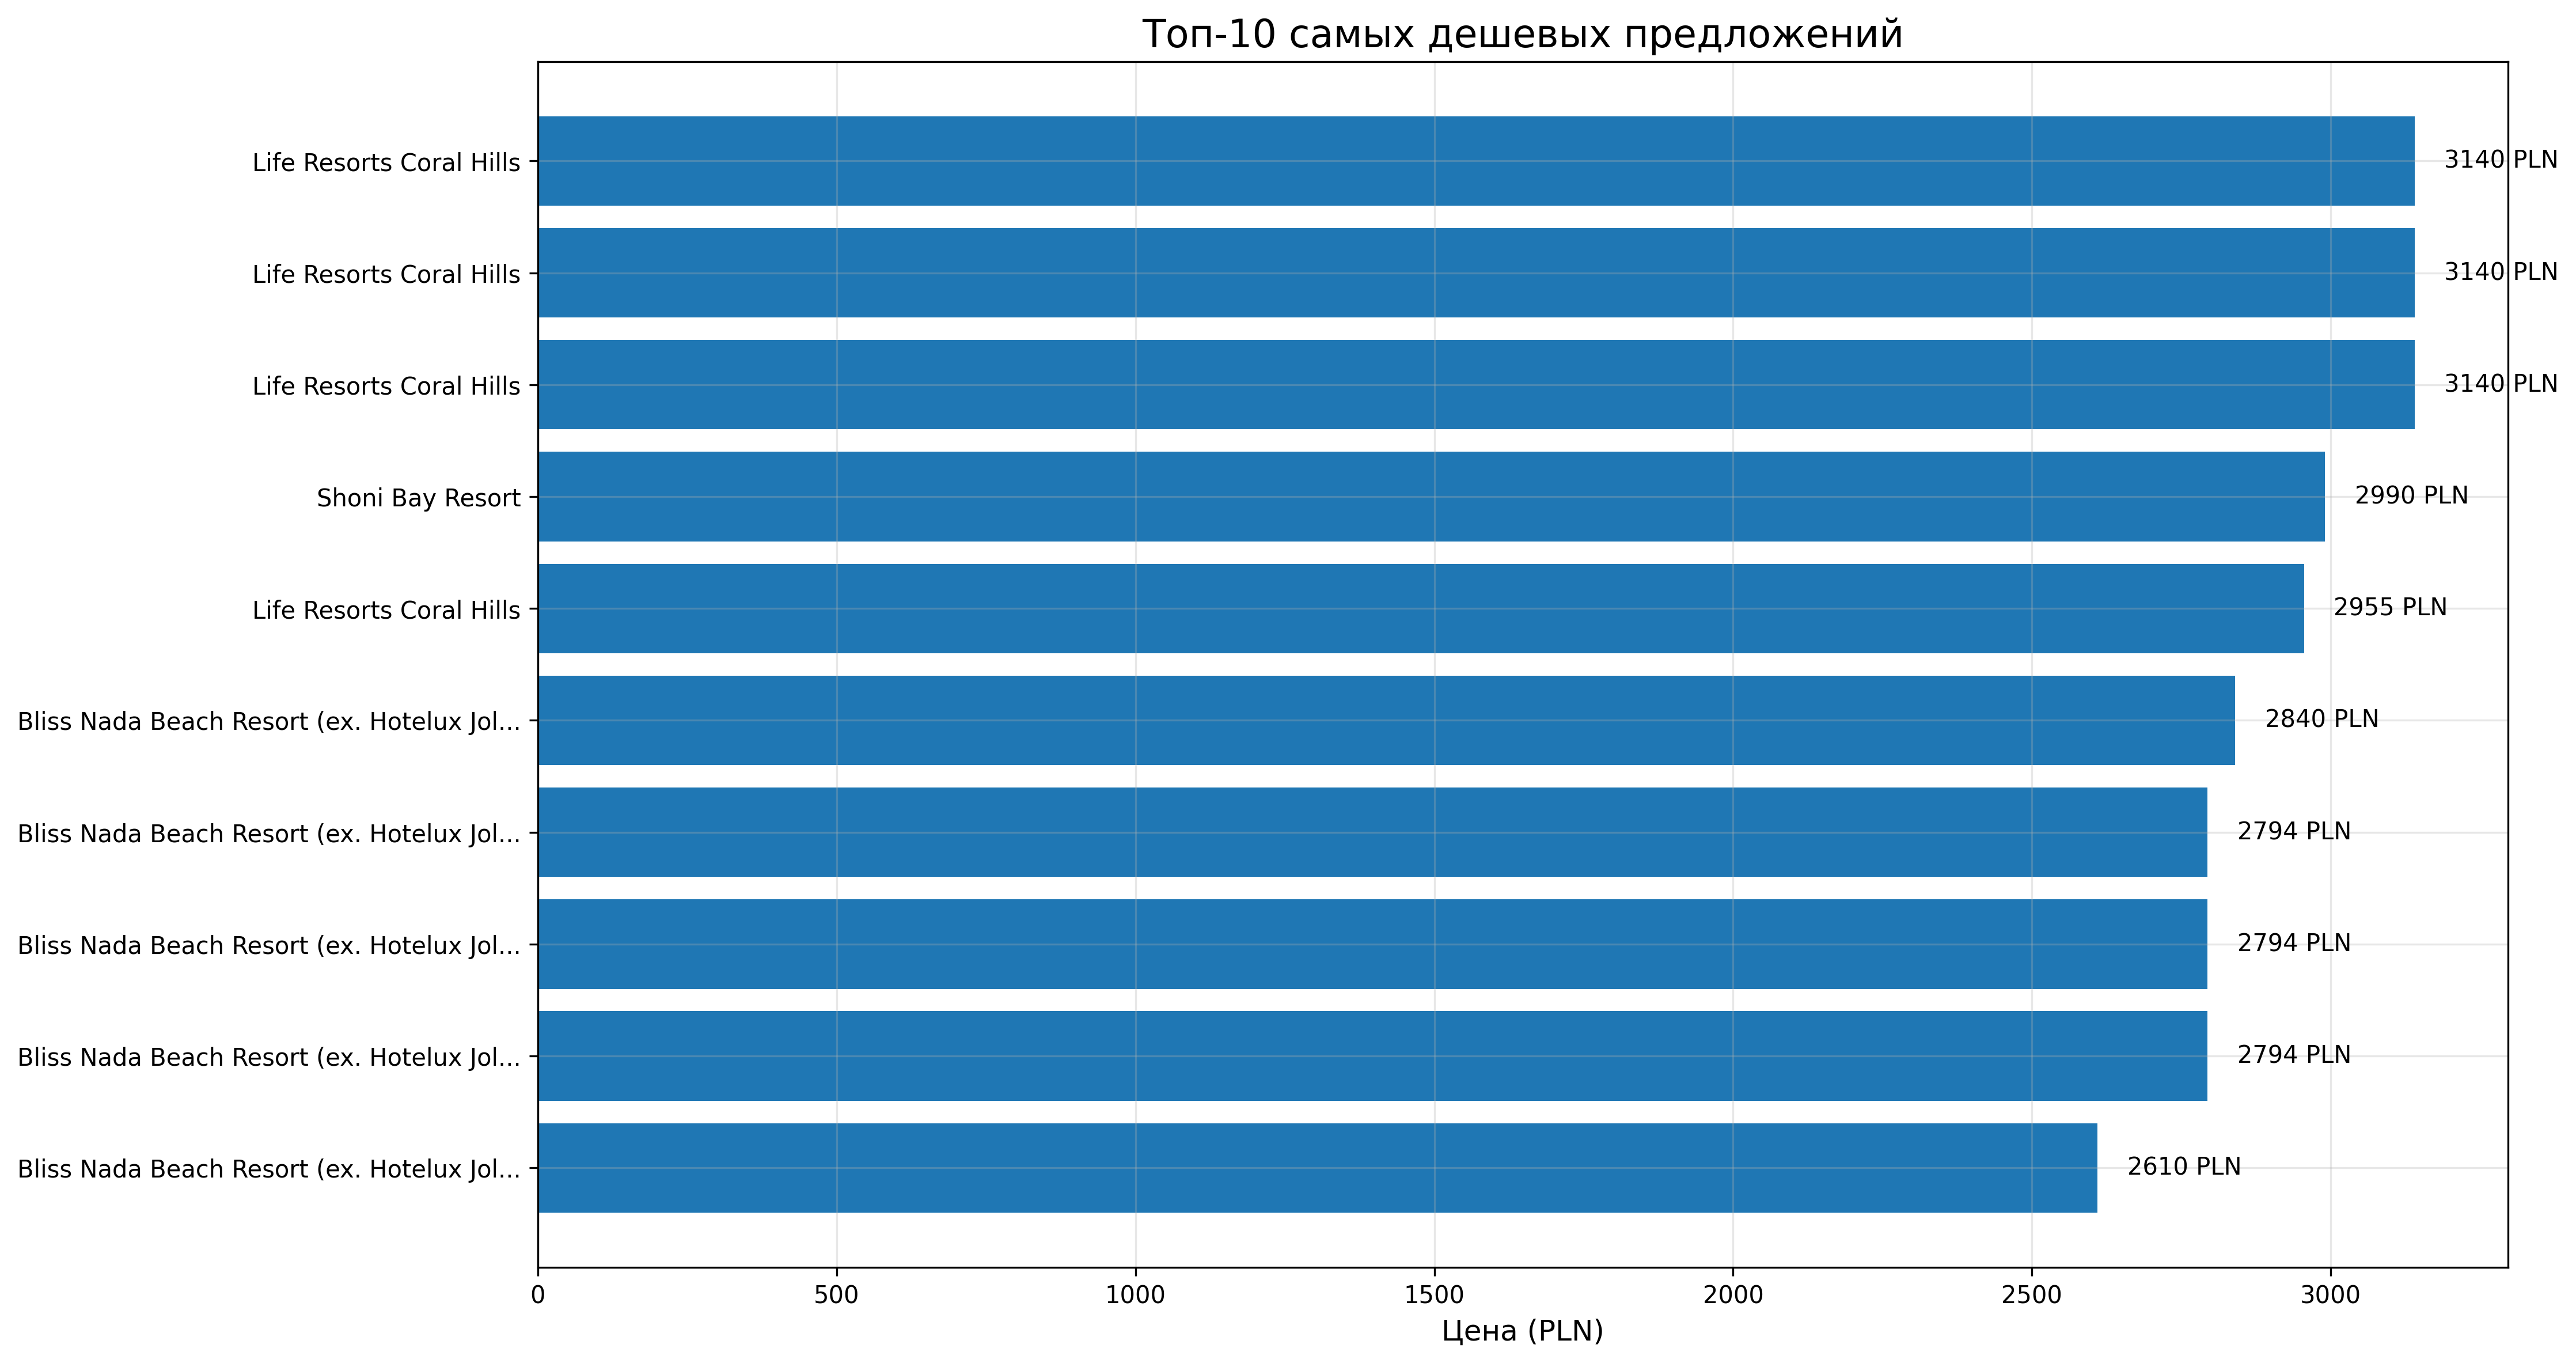 Топ-10 самых дешевых предложений
Life Resorts Coral Hills
3140 PLN
Life Resorts Coral Hills
3140 PLN
Life Resorts Coral Hills
3140 PLN
Shoni Bay Resort
2990 PLN
Life Resorts Coral Hills
2955 PLN
Bliss Nada Beach Resort (ex. Hotelux Jol...
2840 PLN
Bliss Nada Beach Resort (ex. Hotelux Jol...
2794 PLN
Bliss Nada Beach Resort (ex. Hotelux Jol...
2794 PLN
Bliss Nada Beach Resort (ex. Hotelux Jol...
2794 PLN
Bliss Nada Beach Resort (ex. Hotelux Jol...
2610 PLN
0 500 1000 1500 2000 2500 3000
Цена (PLN)